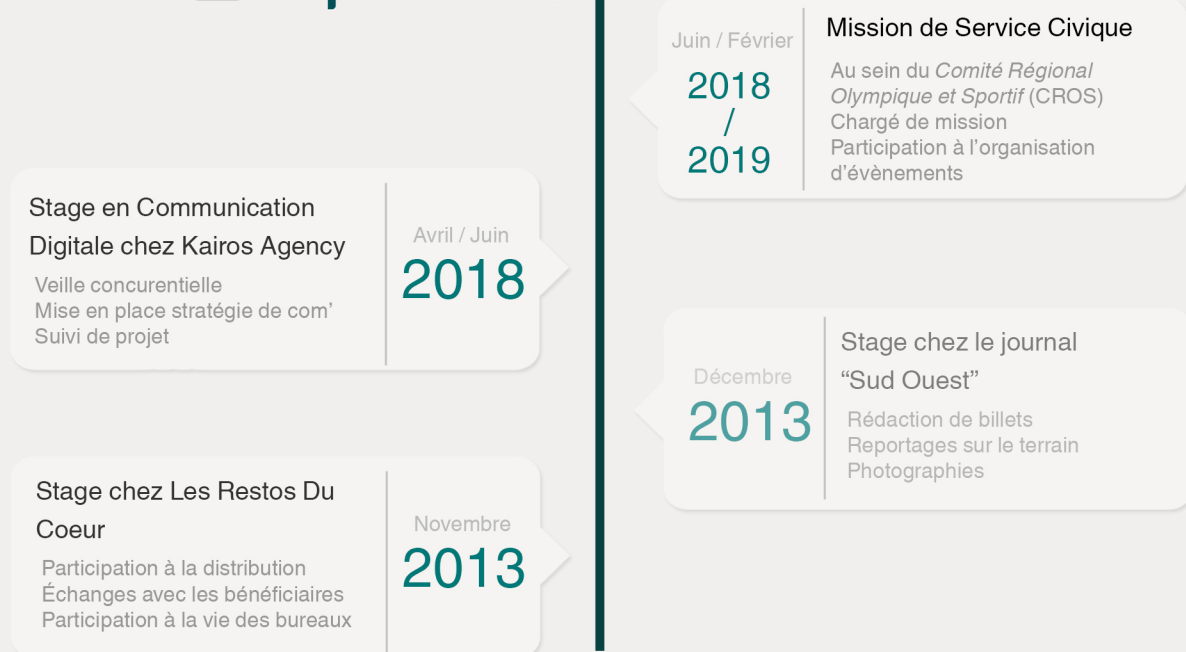 Juin / Février
2018
/
2019
Mission de Service Civique
Au sein du Comité Régional
Olympique et Sportif (CROS)
Chargé de mission
Participation à l’organisation
d’évènements
Stage en Communication
Digitale chez Kairos Agency
Veille concurentielle
Mise en place stratégie de com’
Suivi de projet
Avril / Juin
2018
Décembre
2013
Stage chez le journal
“Sud Ouest”
Rédaction de billets
Reportages sur le terrain
Photographies
Stage chez Les Restos Du
Coeur
Participation à la distribution
Échanges avec les bénéficiaires
Participation à la vie des bureaux
Novembre
2013